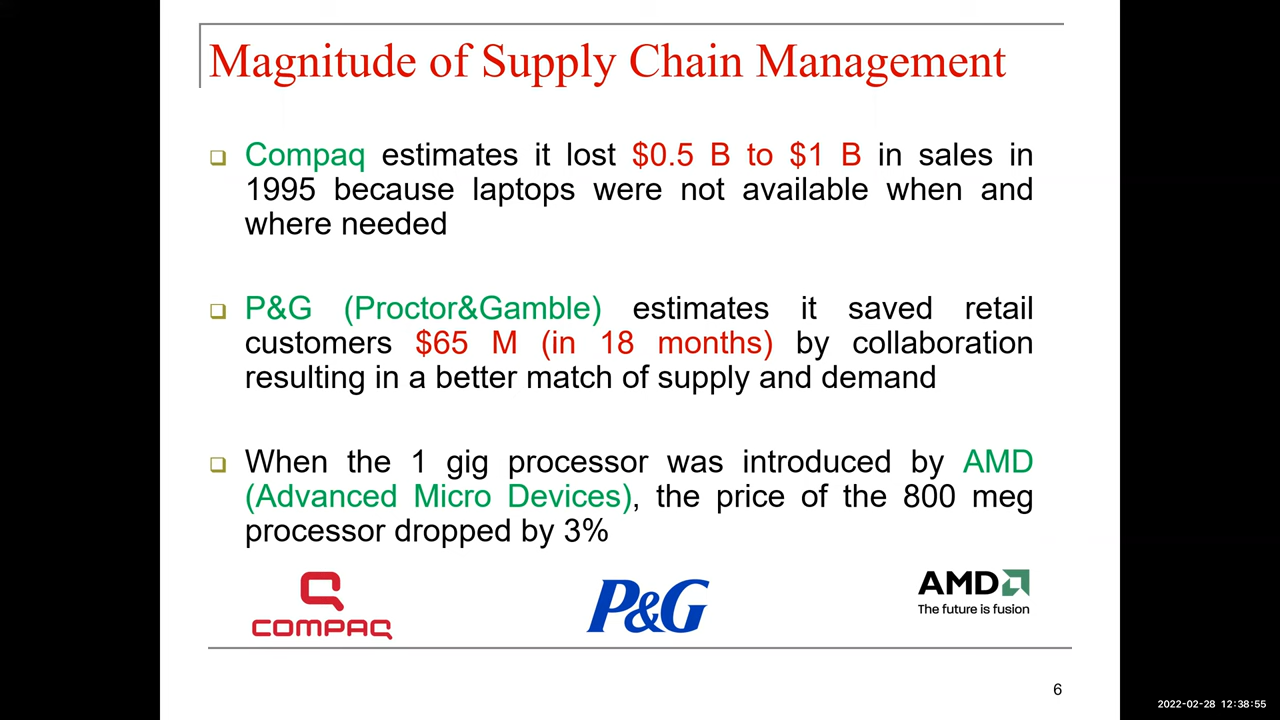 Magnitude of Supply Chain Management
Compaq estimates it lost $0.5 B to $1 B in sales in
1995 because laptops were not available when and
where needed
P&G (Proctor&Gamble) estimates it saved retail
customers $65 M (in 18 months) by collaboration
resulting in a better match of supply and demand
When the 1 gig processor was introduced by AMD
(Advanced Micro Devices), the price of the 800 meg
processor dropped by 3%
COMPAQ
P&G
AMD
The future is fusion
6
2022-02-28 12:38:55